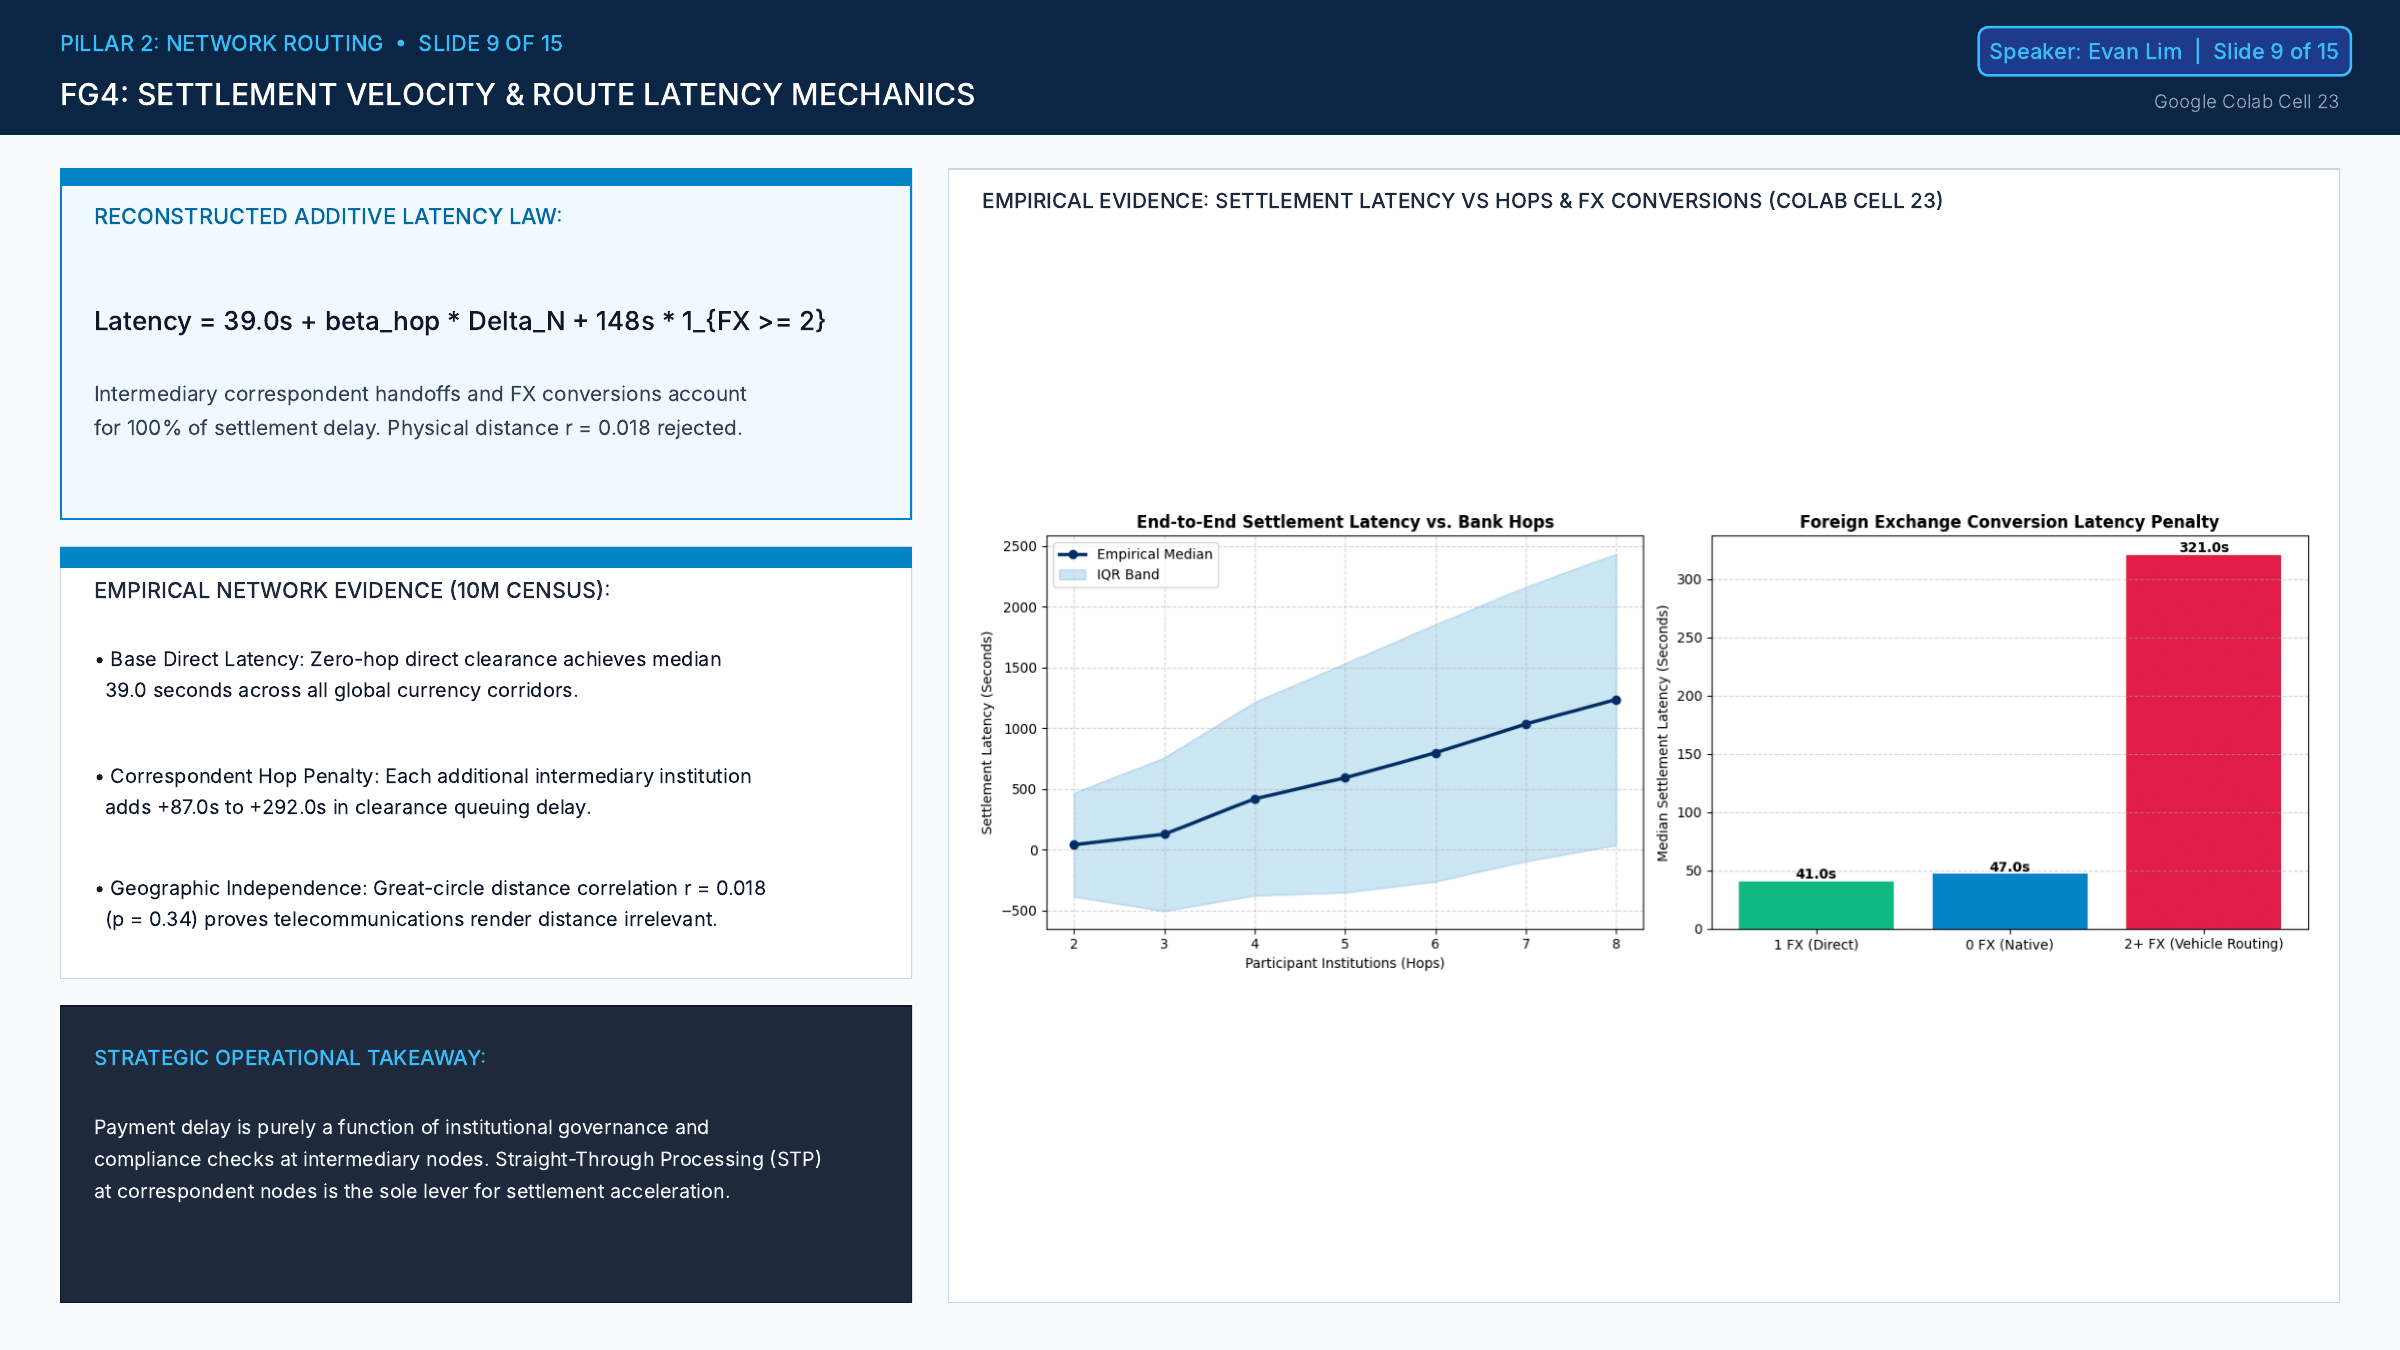 PILLAR 2: NETWORK ROUTING • SLIDE 9 OF 15
FG4: SETTLEMENT VELOCITY & ROUTE LATENCY MECHANICS
Speaker: Evan Lim | Slide 9 of 15
Google Colab Cell 23
RECONSTRUCTED ADDITIVE LATENCY LAW:
Latency = 39.0s + beta_hop * Delta_N + 148s * 1_{FX >= 2}
Intermediary correspondent handoffs and FX conversions account
for 100% of settlement delay. Physical distance r = 0.018 rejected.
EMPIRICAL NETWORK EVIDENCE (10M CENSUS):
• Base Direct Latency: Zero-hop direct clearance achieves median
39.0 seconds across all global currency corridors.
• Correspondent Hop Penalty: Each additional intermediary institution
adds +87.0s to +292.0s in clearance queuing delay.
• Geographic Independence: Great-circle distance correlation r = 0.018
(p = 0.34) proves telecommunications render distance irrelevant.
STRATEGIC OPERATIONAL TAKEAWAY:
Payment delay is purely a function of institutional governance and
compliance checks at intermediary nodes. Straight-Through Processing (STP)
at correspondent nodes is the sole lever for settlement acceleration.
EMPIRICAL EVIDENCE: SETTLEMENT LATENCY VS HOPS & FX CONVERSIONS (COLAB CELL 23)
End-to-End Settlement Latency vs. Bank Hops
Empirical Median
IQR Band
Settlement Latency (Seconds)
2500
2000
1500
1000
500
0
−500
2 3 4 5 6 7 8
Participant Institutions (Hops)
Foreign Exchange Conversion Latency Penalty
Median Settlement Latency (Seconds)
300
250
200
150
100
50
0
41.0s
47.0s
321.0s
1 FX (Direct)
0 FX (Native)
2+ FX (Vehicle Routing)